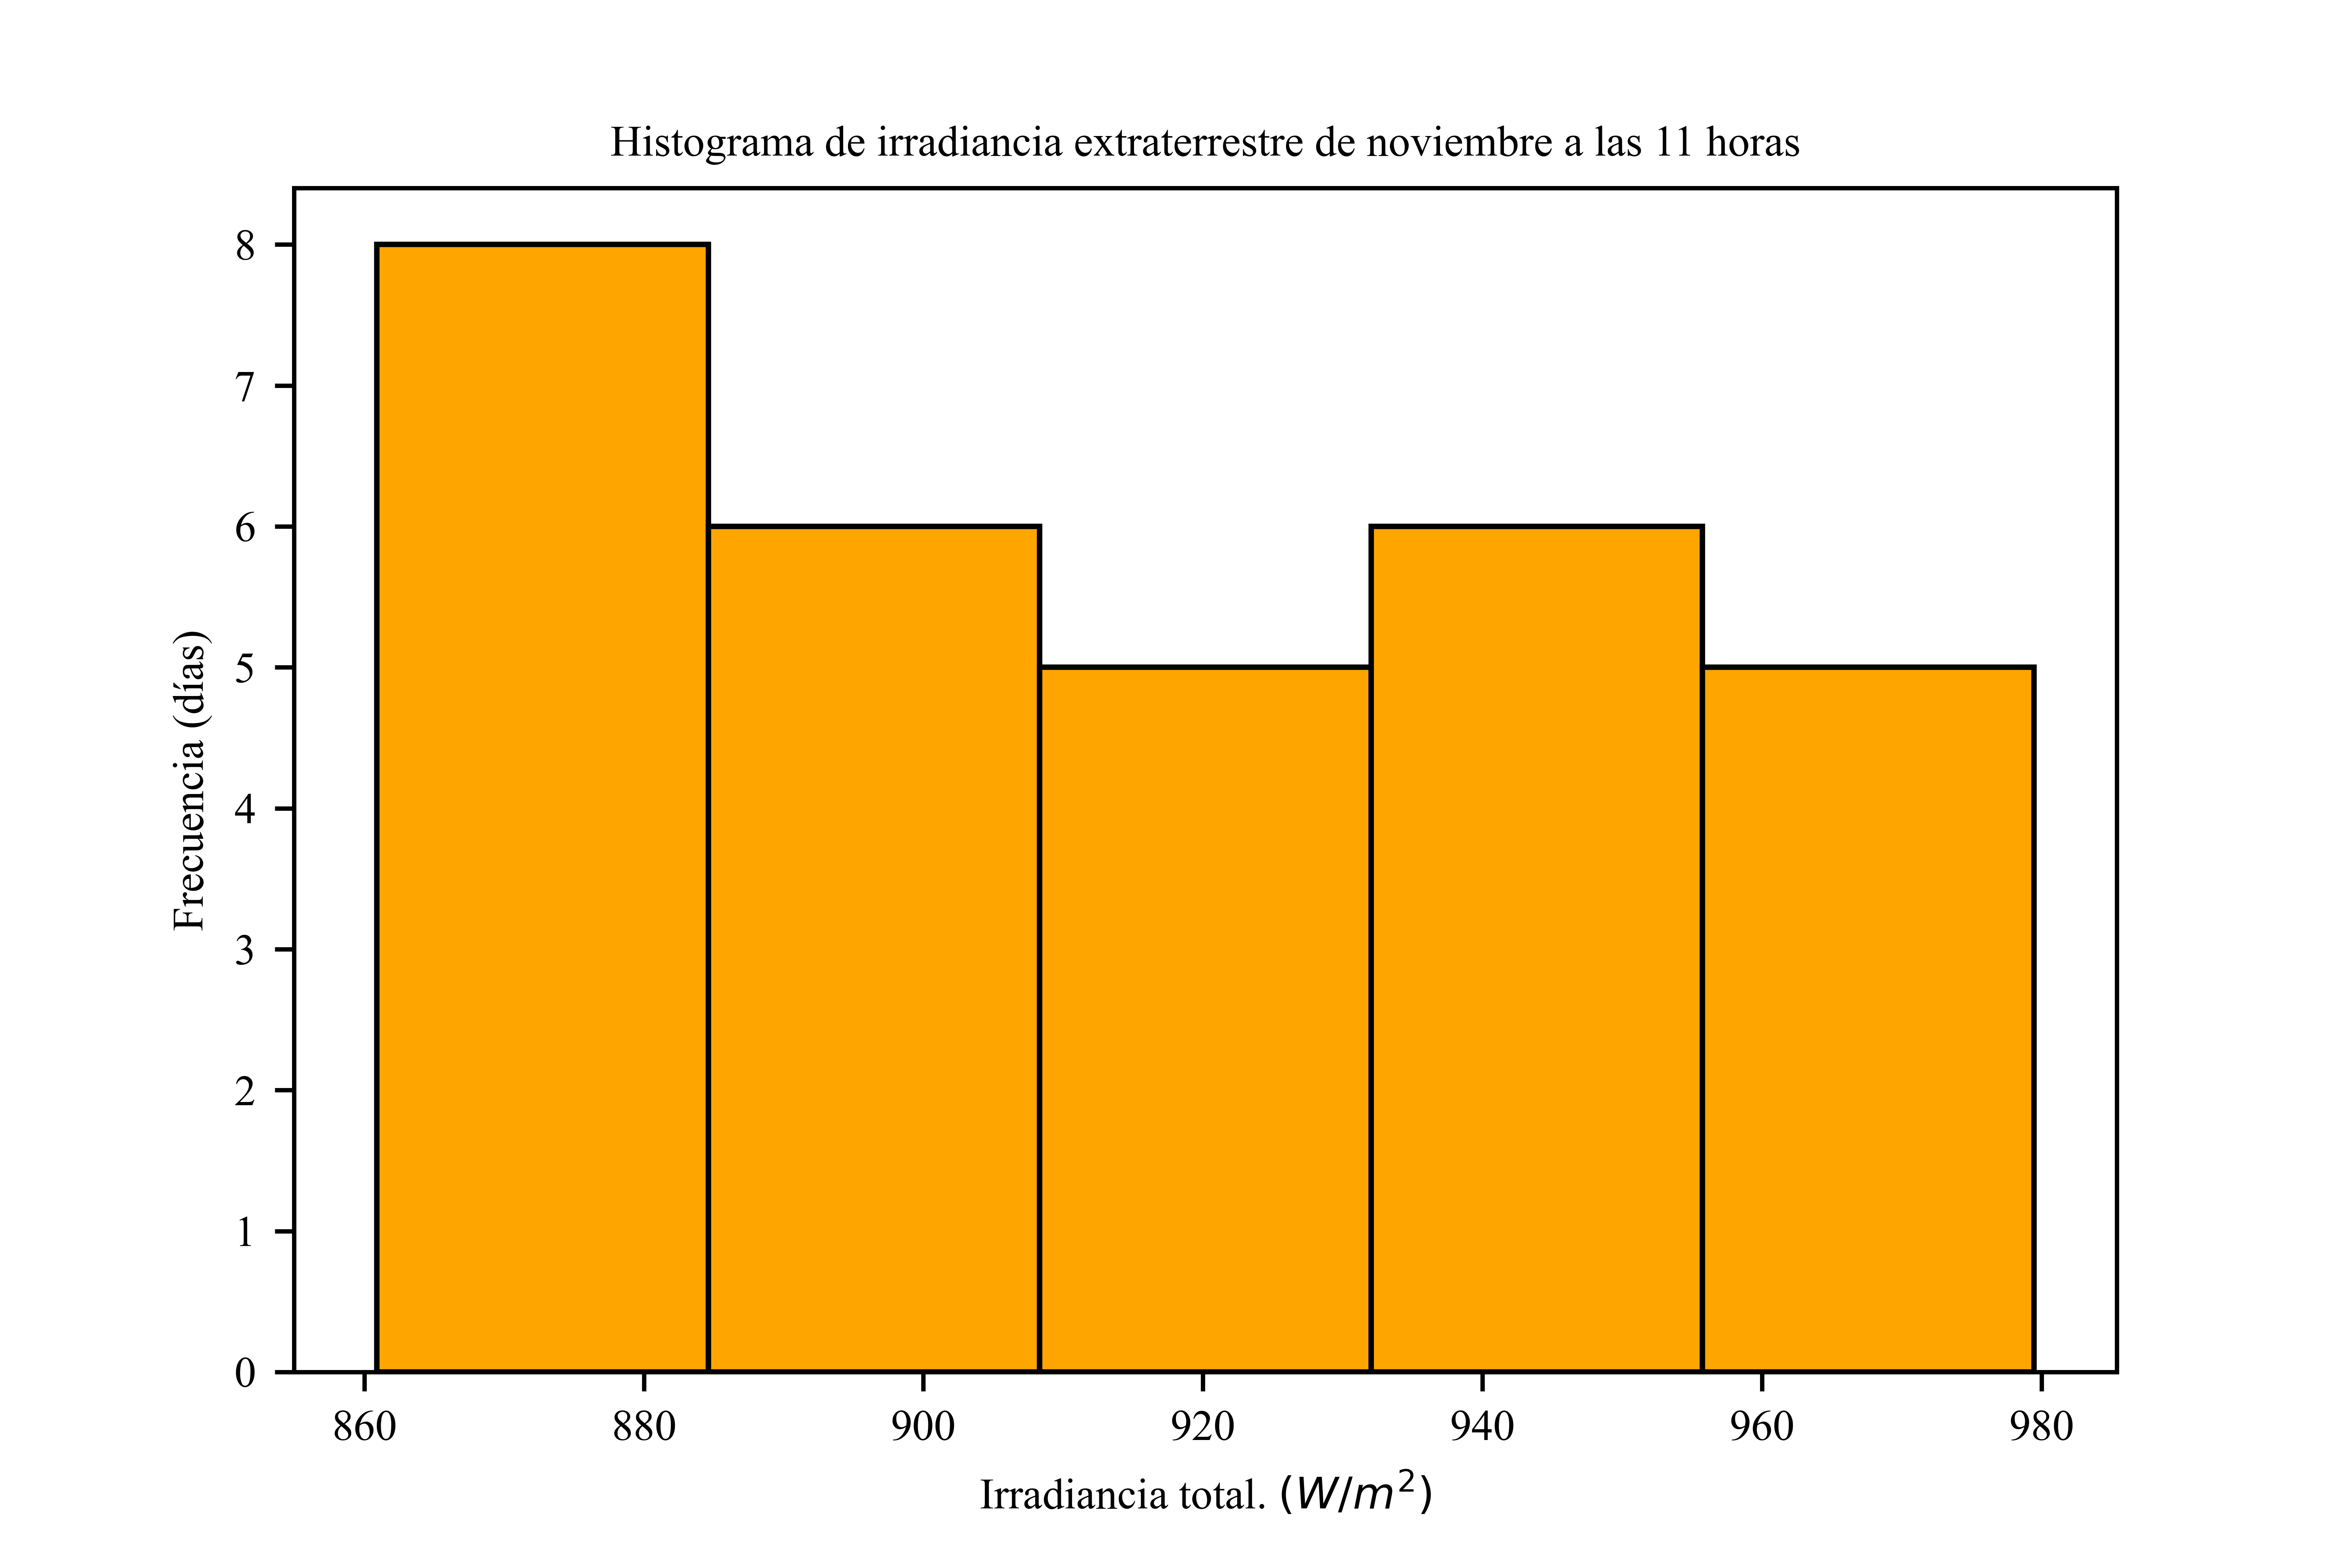 Histograma de irradiancia extraterrestre de noviembre a las 11 horas
8
7
6
5
4
3
2
1
0
Frecuencia (días)
860 880 900 920 940 960 980
Irradiancia total. (W/m²)